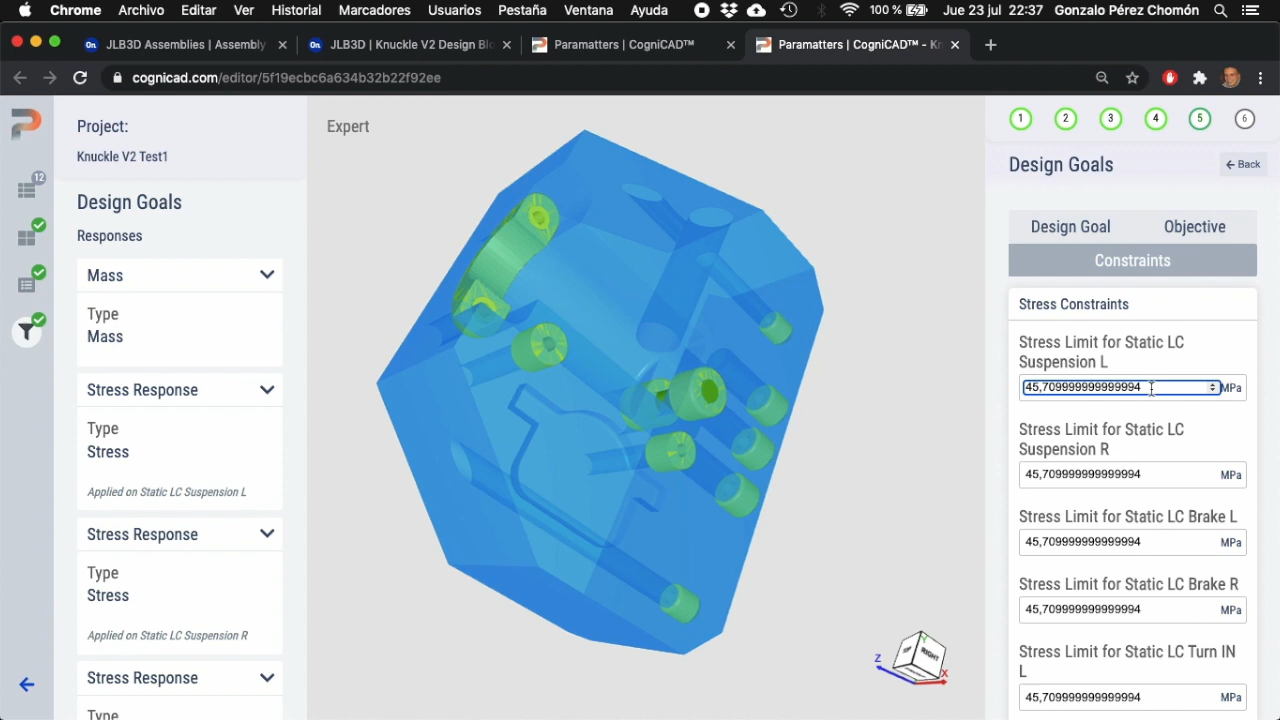 Chrome Archivo Editar Ver Historial Marcadores Usuarios Pestaña Ventana Ayuda 100 % Jue 23 jul 22:37 Gonzalo Pérez Chomón
JLB3D Assemblies | Assembly JLB3D | Knuckle V2 Design Blo Paramatters | CogniCAD™ Paramatters | CogniCAD™ - Kn
cognicad.com/editor/5f19ecbc6a634b32b22f92ee
12
Project:
Knuckle V2 Test1
Design Goals
Responses
Mass
Type
Mass
Stress Response
Type
Stress
Applied on Static LC Suspension L
Stress Response
Type
Stress
Applied on Static LC Suspension R
Stress Response
Type
Expert
Y
RIGHT
Z
X
1 2 3 4 5 6
Design Goals
Back
Design Goal Objective
Constraints
Stress Constraints
Stress Limit for Static LC
Suspension L
45,709999999999994 MPa
Stress Limit for Static LC
Suspension R
45,709999999999994 MPa
Stress Limit for Static LC Brake L
45,709999999999994 MPa
Stress Limit for Static LC Brake R
45,709999999999994 MPa
Stress Limit for Static LC Turn IN
L
45,709999999999994 MPa